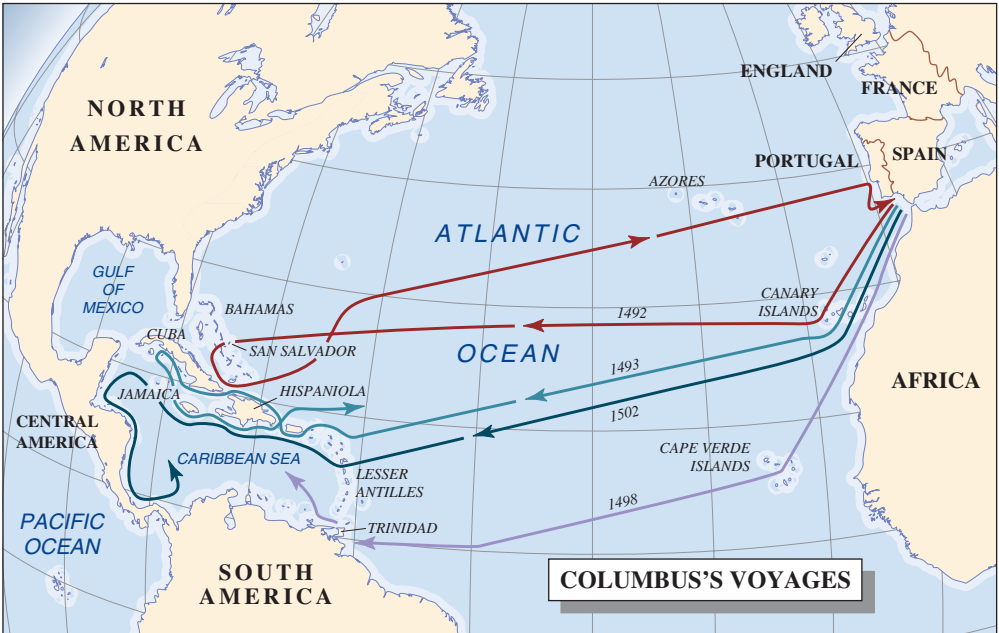 ENGLAND
FRANCE
NORTH
AMERICA
PORTUGAL
SPAIN
AZORES
ATLANTIC
GULF
OF
MEXICO
CANARY
ISLANDS
BAHAMAS
1492
CUBA
SAN SALVADOR
OCEAN
1493
HISPANIOLA
JAMAICA
AFRICA
1502
CENTRAL
AMERICA
CARIBBEAN SEA
CAPE VERDE
ISLANDS
LESSER
ANTILLES
1498
PACIFIC
OCEAN
TRINIDAD
SOUTH
AMERICA
COLUMBUS'S VOYAGES